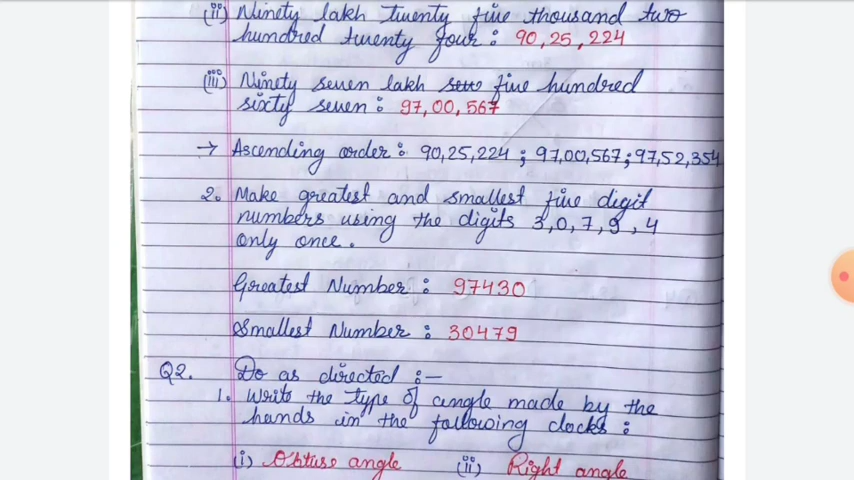 (ii) Ninety lakh twenty five thousand two
hundred twenty four : 90,25,224
(iii) Ninety seven lakh five hundred
sixty seven : 97,00,567
→ Ascending order : 90,25,224 ; 97,00,567 ; 97,52,354
2. Make greatest and smallest five digit
numbers using the digits 3,0,7,9,4
only once.
Greatest Number : 97430
Smallest Number : 30479
Q2. Do as directed :—
1. Write the type of angle made by the
hands in the following clocks :
(i) Obtuse angle (ii) Right angle